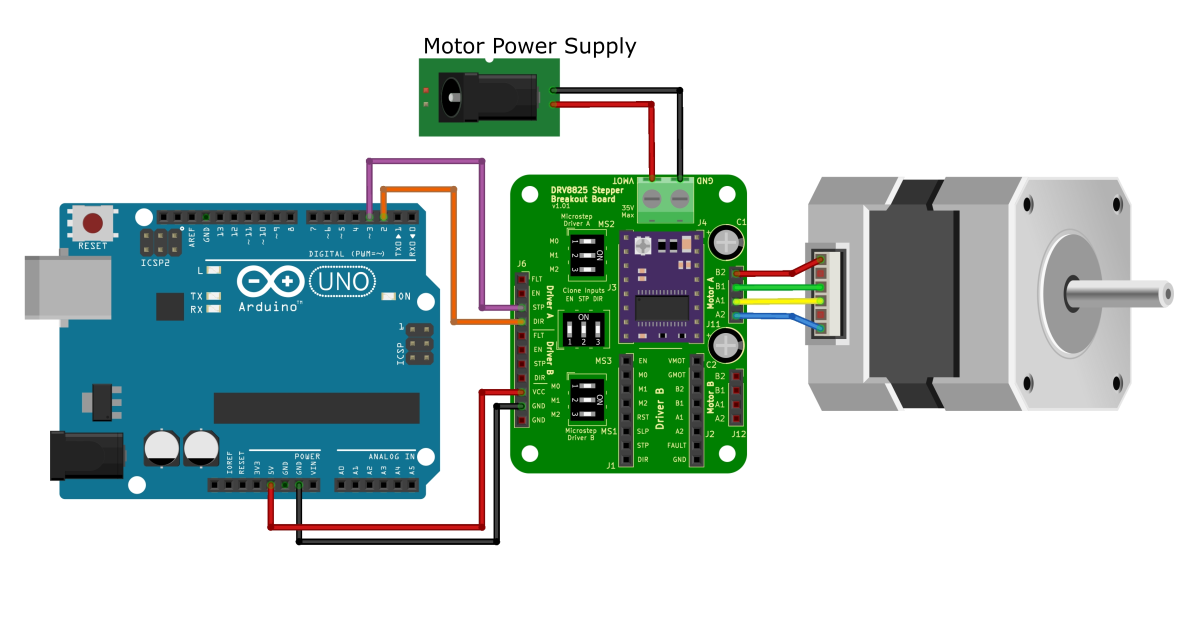 Motor Power Supply
RESET
ICSP2
AREF
GND
13
12
~11
~10
~9
8
7
~6
~5
4
~3
2
TX0▶1
RX0◀0
DIGITAL (PWM=~)
L
TX
RX
Arduino™
UNO
ON
1
ICSP
POWER
ANALOG IN
IOREF
RESET
3V3
5V
GND
GND
VIN
A0
A1
A2
A3
A4
A5
DRV8825 Stepper
Breakout Board
v1.01
VMOT
GND
35V
Max
Microstep
Driver A
MS2
M0
M1
M2
1
2
3
ON
J4
C1
+
J6
FLT
EN
STP
DIR
FLT
EN
STP
DIR
VCC
GND
GND
Driver A
Driver B
J3
Clone Inputs
EN STP DIR
ON
1 2 3
MS3
M0
M1
M2
1
2
3
ON
Microstep
Driver B
MS1
B2
B1
A1
A2
Motor A
J11
+
C2
EN
M0
M1
M2
RST
SLP
STP
DIR
J1
Driver B
VMOT
GMOT
B2
B1
A1
A2
FAULT
GND
J2
Motor B
B2
B1
A1
A2
J12